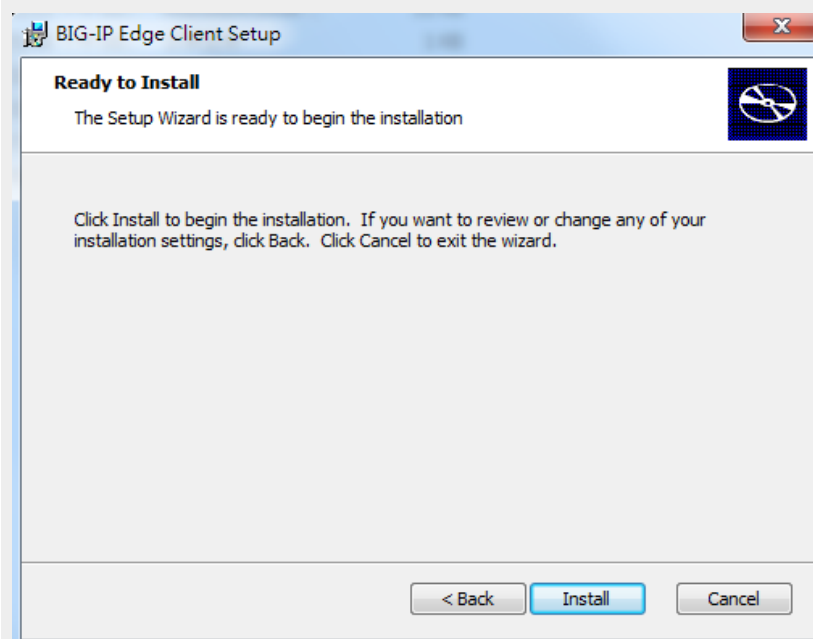 BIG-IP Edge Client Setup
Ready to Install
The Setup Wizard is ready to begin the installation
Click Install to begin the installation. If you want to review or change any of your
installation settings, click Back. Click Cancel to exit the wizard.
< Back Install Cancel